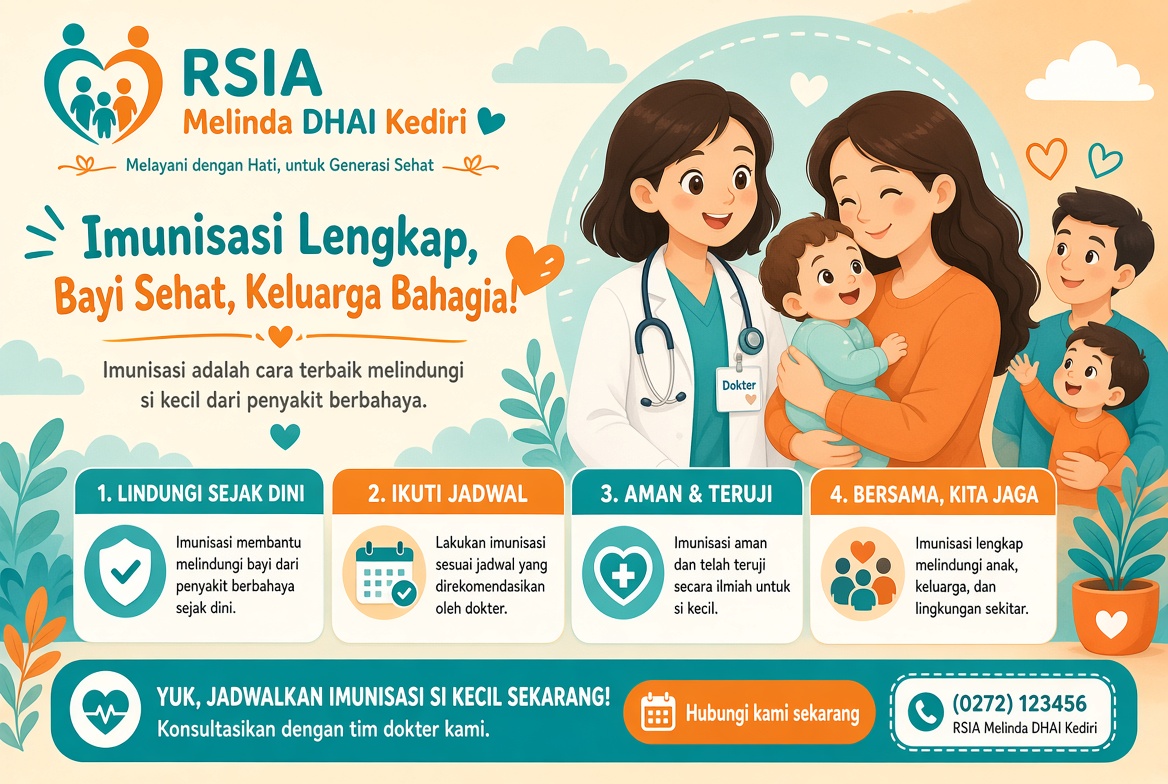 RSIA
Melinda DHAI Kediri
Melayani dengan Hati, untuk Generasi Sehat
Imunisasi Lengkap,
Bayi Sehat, Keluarga Bahagia!
Imunisasi adalah cara terbaik melindungi
si kecil dari penyakit berbahaya.
Dokter
1. LINDUNGI SEJAK DINI
Imunisasi membantu
melindungi bayi dari
penyakit berbahaya
sejak dini.
2. IKUTI JADWAL
Lakukan imunisasi
sesuai jadwal yang
direkomendasikan
oleh dokter.
3. AMAN & TERUJI
Imunisasi aman
dan telah teruji
secara ilmiah untuk
si kecil.
4. BERSAMA, KITA JAGA
Imunisasi lengkap
melindungi anak,
keluarga, dan
lingkungan sekitar.
YUK, JADWALKAN IMUNISASI SI KECIL SEKARANG!
Konsultasikan dengan tim dokter kami.
Hubungi kami sekarang
(0272) 123456
RSIA Melinda DHAI Kediri